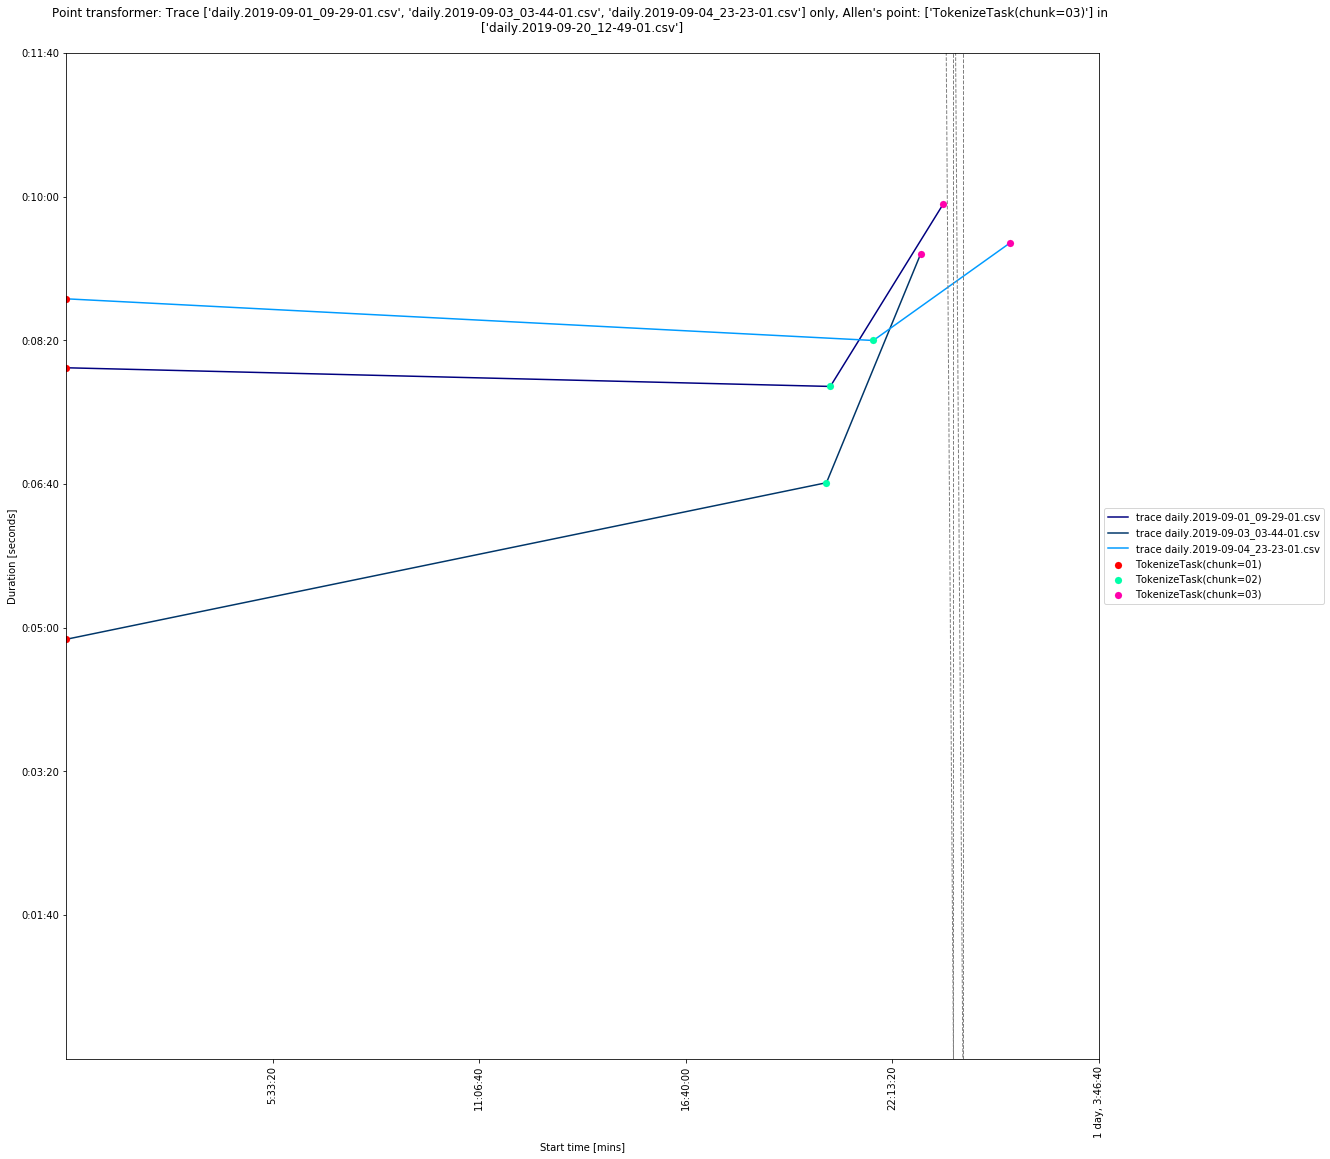 Point transformer: Trace ['daily.2019-09-01_09-29-01.csv', 'daily.2019-09-03_03-44-01.csv', 'daily.2019-09-04_23-23-01.csv'] only, Allen's point: ['TokenizeTask(chunk=03)'] in
['daily.2019-09-20_12-49-01.csv']
0:11:40
0:10:00
0:08:20
0:06:40
0:05:00
0:03:20
0:01:40
Duration [seconds]
trace daily.2019-09-01_09-29-01.csv
trace daily.2019-09-03_03-44-01.csv
trace daily.2019-09-04_23-23-01.csv
TokenizeTask(chunk=01)
TokenizeTask(chunk=02)
TokenizeTask(chunk=03)
5:33:20
11:06:40
16:40:00
22:13:20
1 day, 3:46:40
Start time [mins]